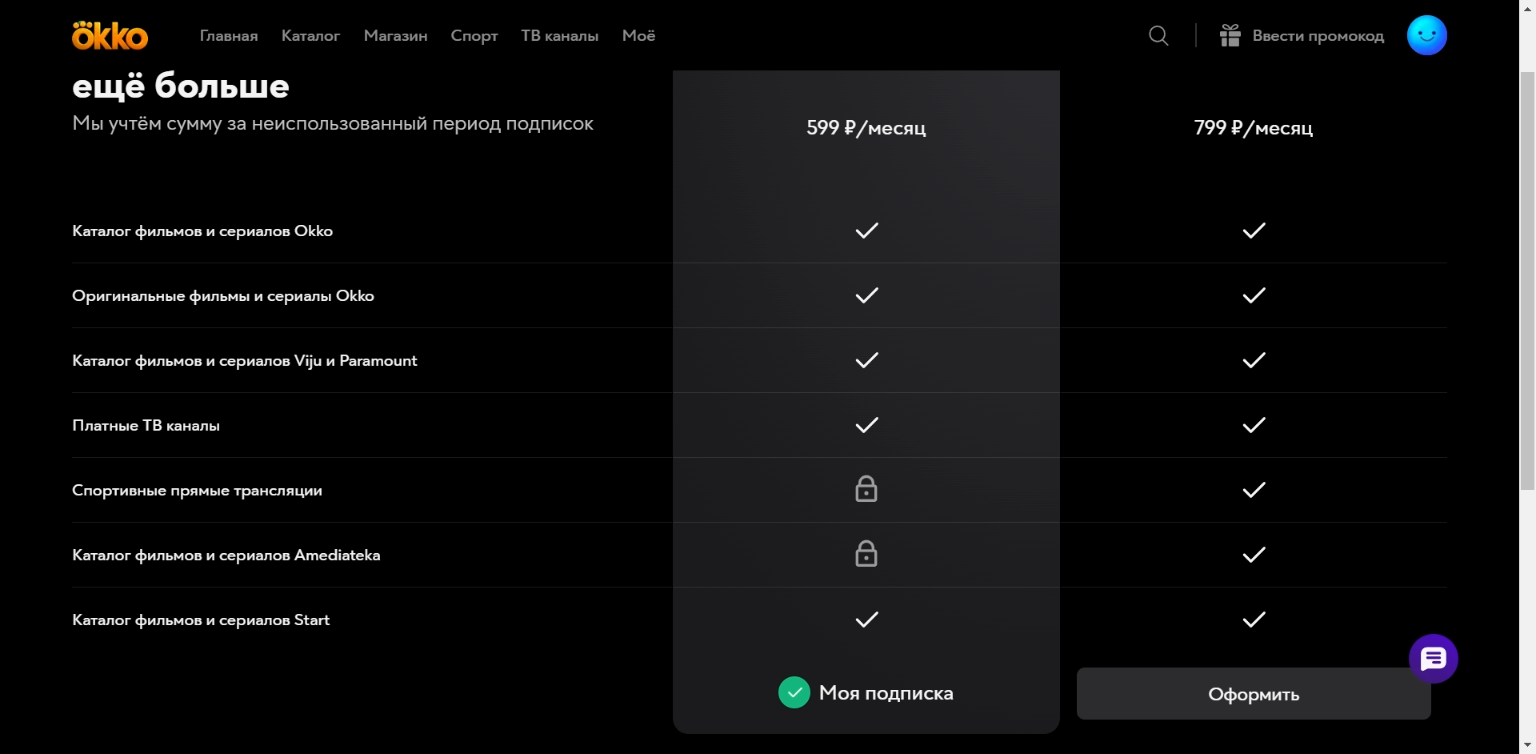 ökko
Главная
Каталог
Магазин
Спорт
ТВ каналы
Моё
Ввести промокод
ещё больше
Мы учтём сумму за неиспользованный период подписок
599 ₽/месяц
799 ₽/месяц
Каталог фильмов и сериалов Okko
Оригинальные фильмы и сериалы Okko
Каталог фильмов и сериалов Viju и Paramount
Платные ТВ каналы
Спортивные прямые трансляции
Каталог фильмов и сериалов Amediateka
Каталог фильмов и сериалов Start
Моя подписка
Оформить